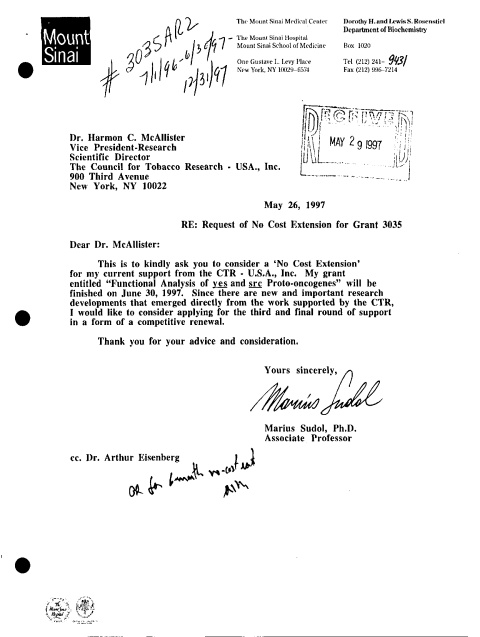 Mount
Sinai
# 3035AR2
7/1/96-6/30/97-
12/31/97
The Mount Sinai Medical Center
The Mount Sinai Hospital
Mount Sinai School of Medicine
One Gustave L. Levy Place
New York, NY 10029-6574
Dorothy H. and Lewis S. Rosenstiel
Department of Biochemistry
Box 1020
Tel (212) 241- 9431
Fax (212) 996-7214
RECEIVED
MAY 29 1997
Dr. Harmon C. McAllister
Vice President-Research
Scientific Director
The Council for Tobacco Research - USA., Inc.
900 Third Avenue
New York, NY 10022
May 26, 1997
RE: Request of No Cost Extension for Grant 3035
Dear Dr. McAllister:
This is to kindly ask you to consider a 'No Cost Extension'
for my current support from the CTR - U.S.A., Inc. My grant
entitled "Functional Analysis of yes and src Proto-oncogenes" will be
finished on June 30, 1997. Since there are new and important research
developments that emerged directly from the work supported by the CTR,
I would like to consider applying for the third and final round of support
in a form of a competitive renewal.
Thank you for your advice and consideration.
Yours sincerely,
Marius Sudol
Marius Sudol, Ph.D.
Associate Professor
cc. Dr. Arthur Eisenberg
OK for 6 month no-cost ext